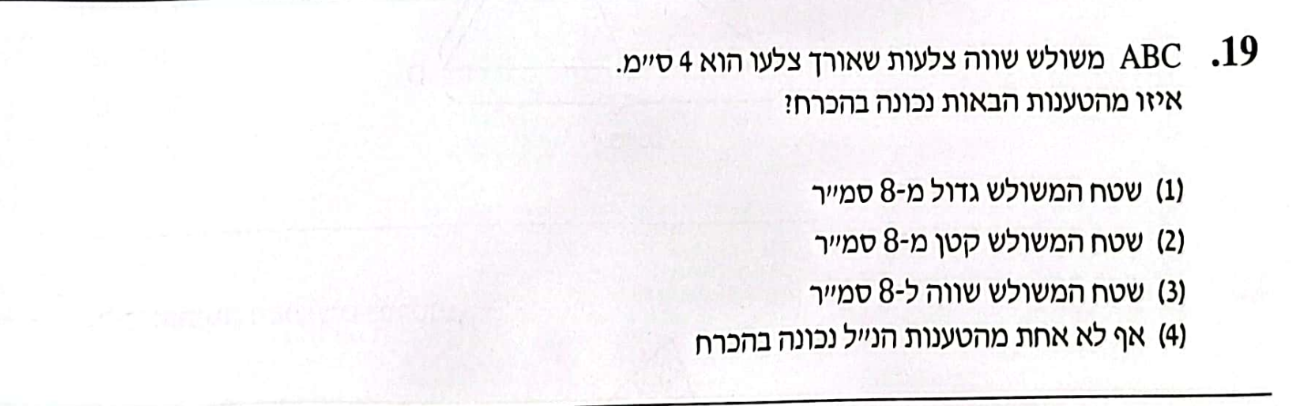 19. ABC משולש שווה צלעות שאורך צלעו הוא 4 ס״מ.
איזו מהטענות הבאות נכונה בהכרח?
(1) שטח המשולש גדול מ-8 סמ״ר
(2) שטח המשולש קטן מ-8 סמ״ר
(3) שטח המשולש שווה ל-8 סמ״ר
(4) אף לא אחת מהטענות הנ״ל נכונה בהכרח